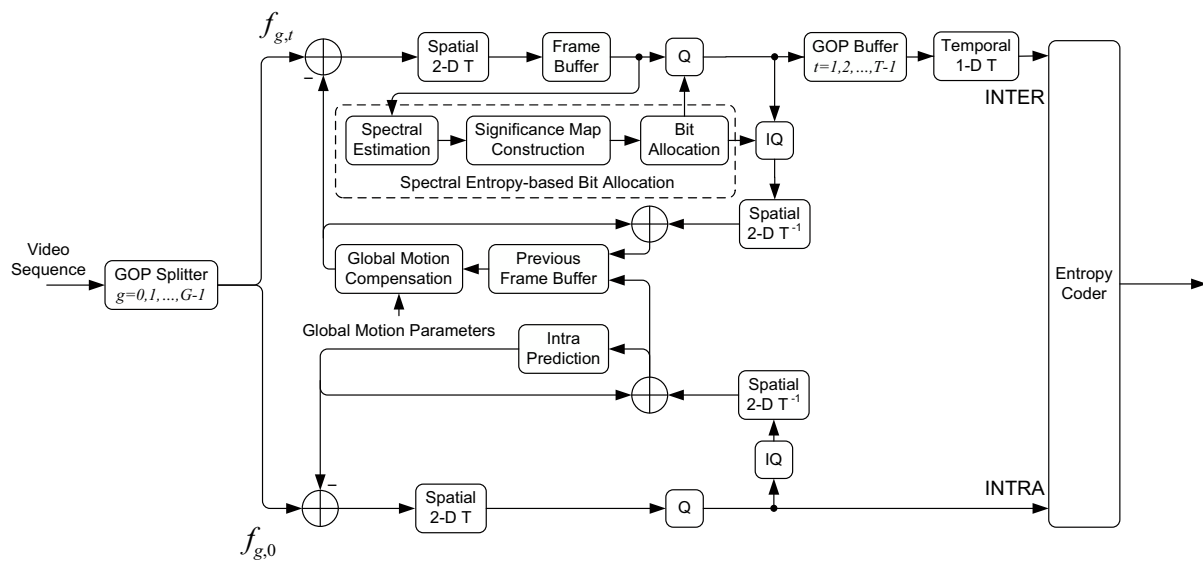 f g,t
Spatial
2-D T
Frame
Buffer
Q
GOP Buffer
t=1,2,...,T-1
Temporal
1-D T
−
INTER
Spectral
Estimation
Significance Map
Construction
Bit
Allocation
IQ
Spectral Entropy-based Bit Allocation
Spatial
2-D T -1
Video
Sequence
GOP Splitter
g=0,1,...,G-1
Global Motion
Compensation
Previous
Frame Buffer
Entropy
Coder
Global Motion Parameters
Intra
Prediction
Spatial
2-D T -1
IQ
−
INTRA
Spatial
2-D T
Q
f g,0